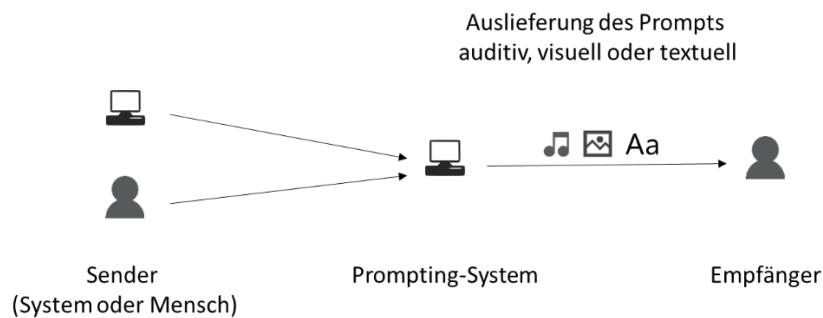 Auslieferung des Prompts
auditiv, visuell oder textuell
Aa
Sender
(System oder Mensch)
Prompting-System
Empfänger